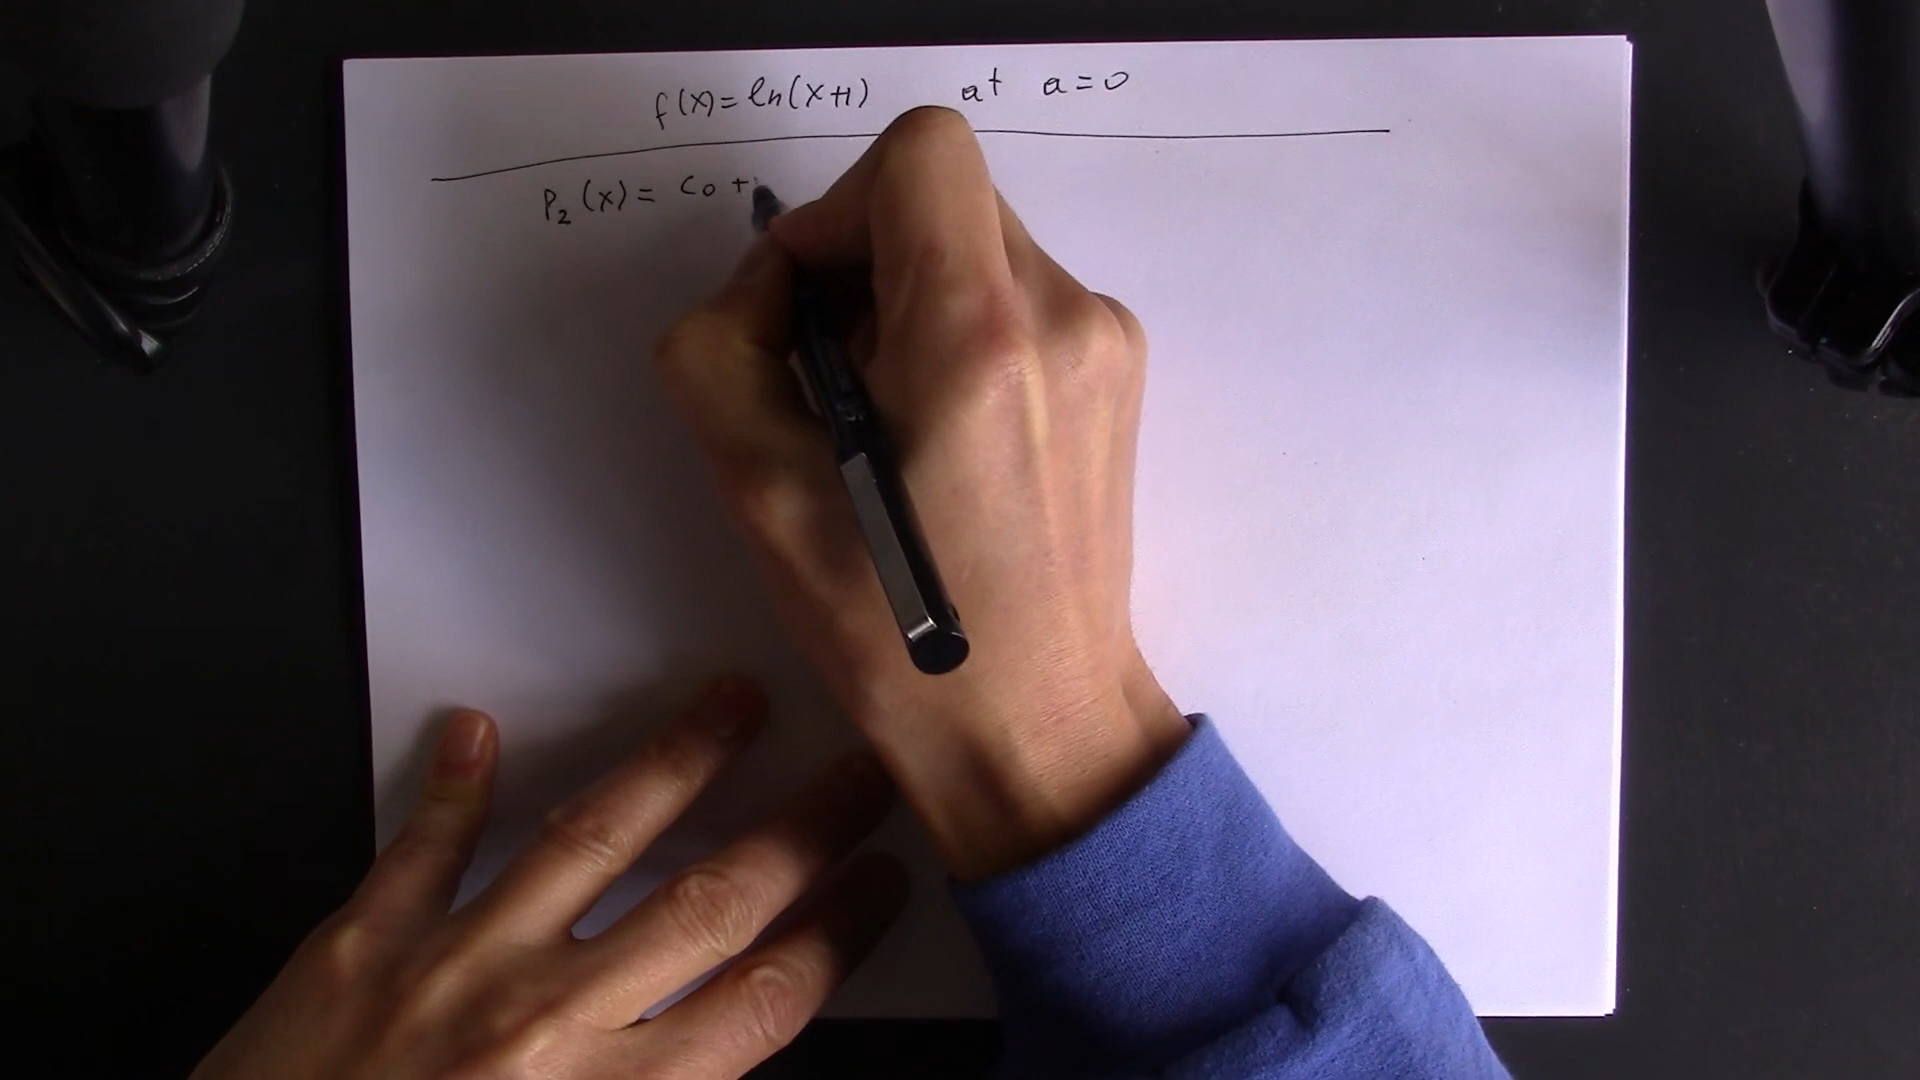 f(x)=ln(x+1) at a=0
P₂(x)= c₀ +